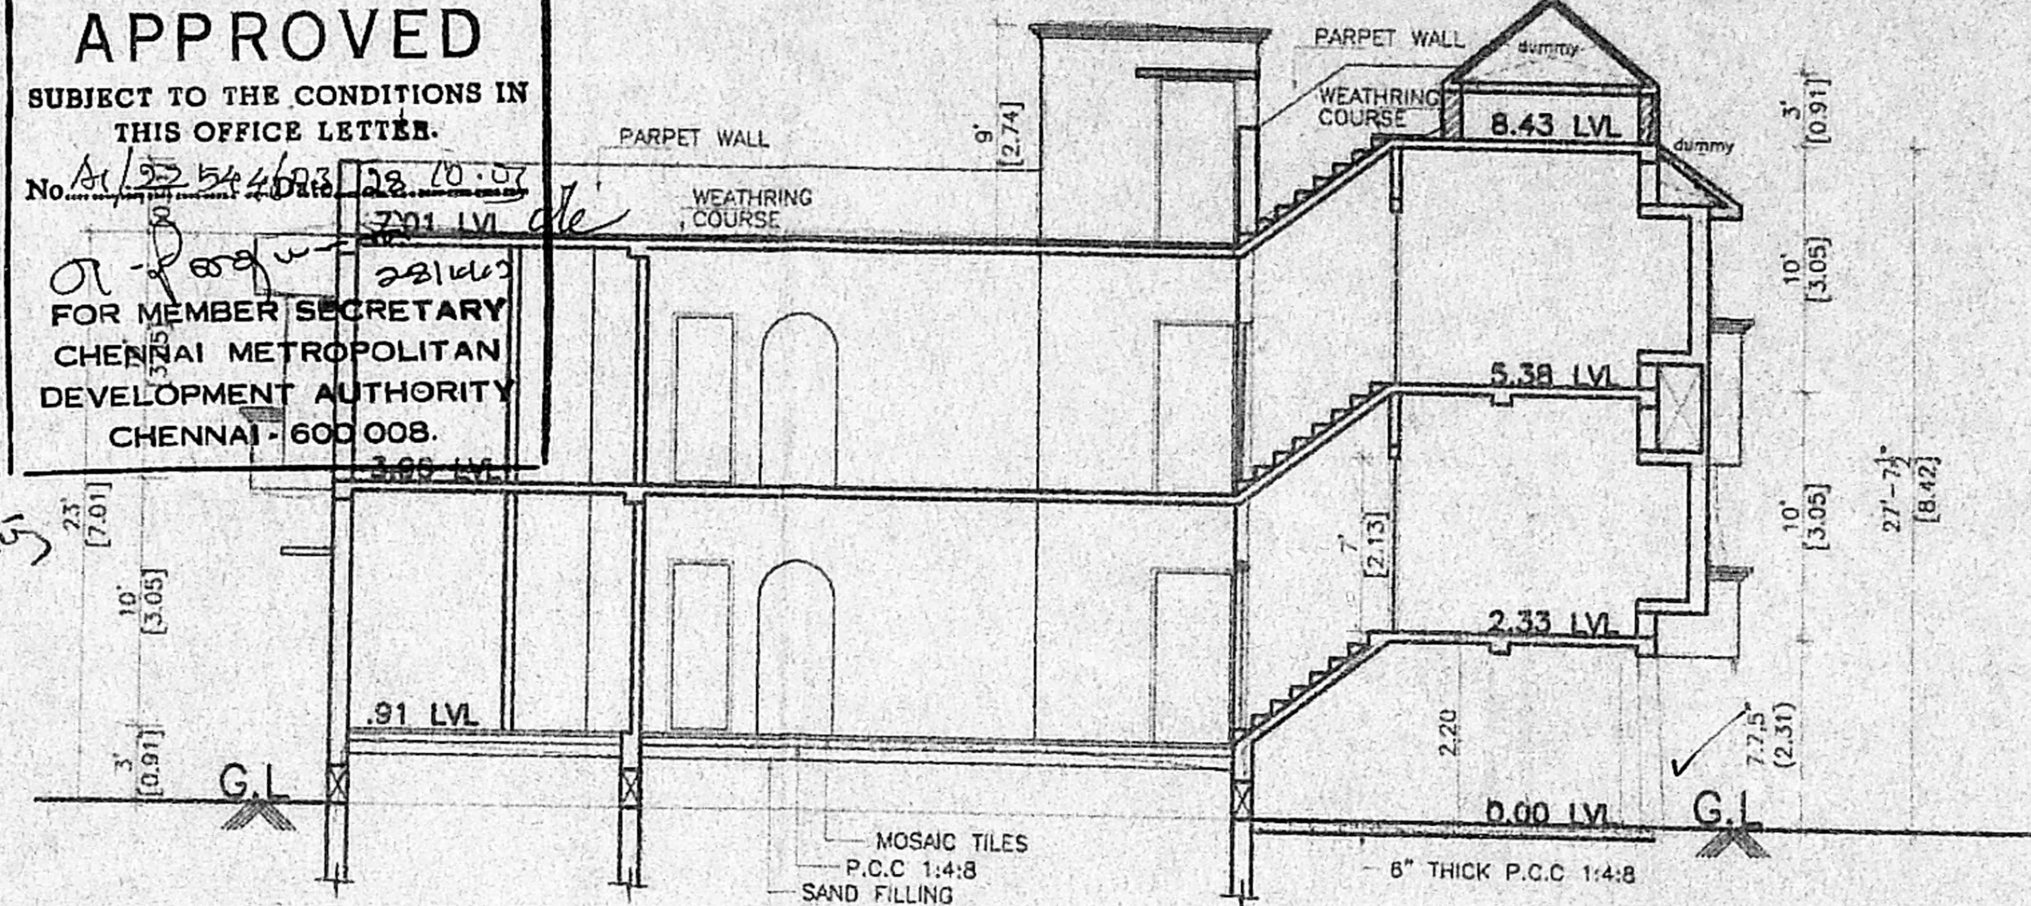 APPROVED
SUBJECT TO THE CONDITIONS IN
THIS OFFICE LETTER.
No. Date 28 10.03
FOR MEMBER SECRETARY
CHENNAI METROPOLITAN
DEVELOPMENT AUTHORITY
CHENNAI - 600 008.
PARPET WALL
WEATHRING
COURSE
9'
[2.74]
PARPET WALL
WEATHRING
COURSE
dummy
8.43 LVL
dummy
3'
[0.91]
7.01 LVL
10'
[3.05]
5.38 LVL
23'
[7.01]
10'
[3.05]
7'
[2.13]
10'
[3.05]
27'-7½"
[8.42]
2.33 LVL
.91 LVL
3'
[0.91]
2.20
7.7.5"
(2.31)
G.L
0.00 LVL
G.L
MOSAIC TILES
P.C.C 1:4:8
SAND FILLING
6" THICK P.C.C 1:4:8